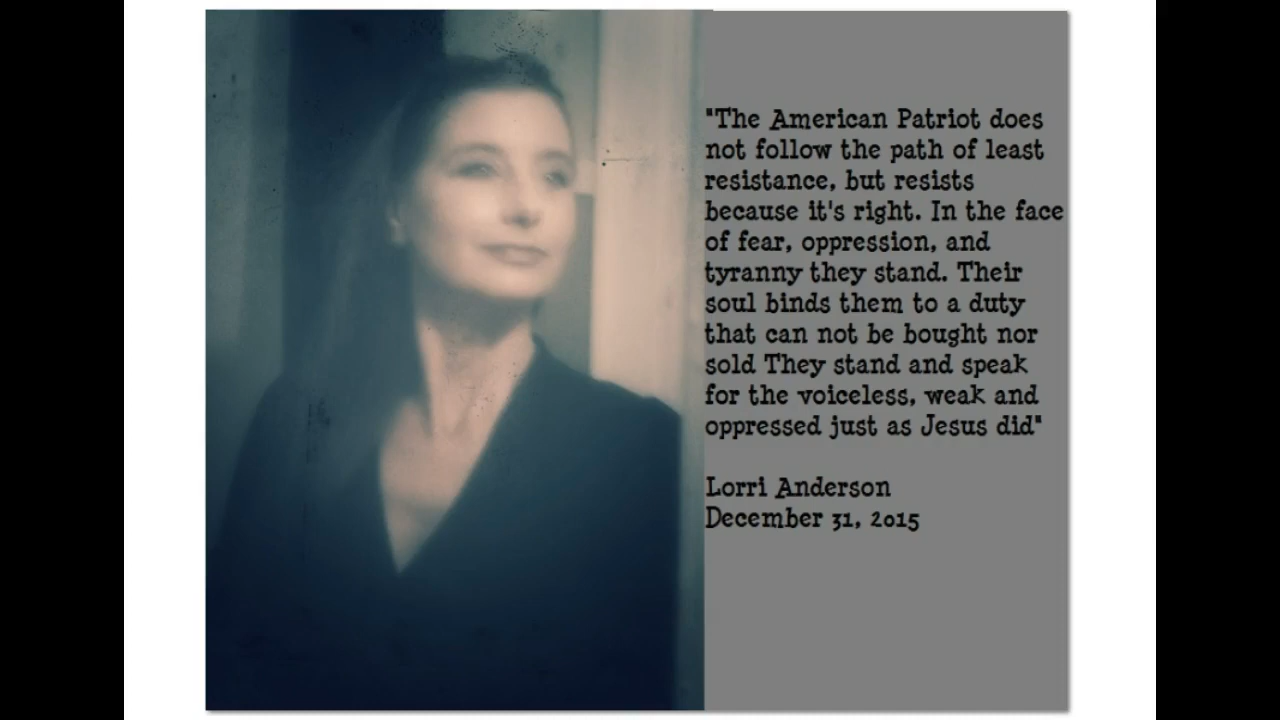 "The American Patriot does
not follow the path of least
resistance, but resists
because it's right. In the face
of fear, oppression, and
tyranny they stand. Their
soul binds them to a duty
that can not be bought nor
sold They stand and speak
for the voiceless, weak and
oppressed just as Jesus did"
Lorri Anderson
December 31, 2015